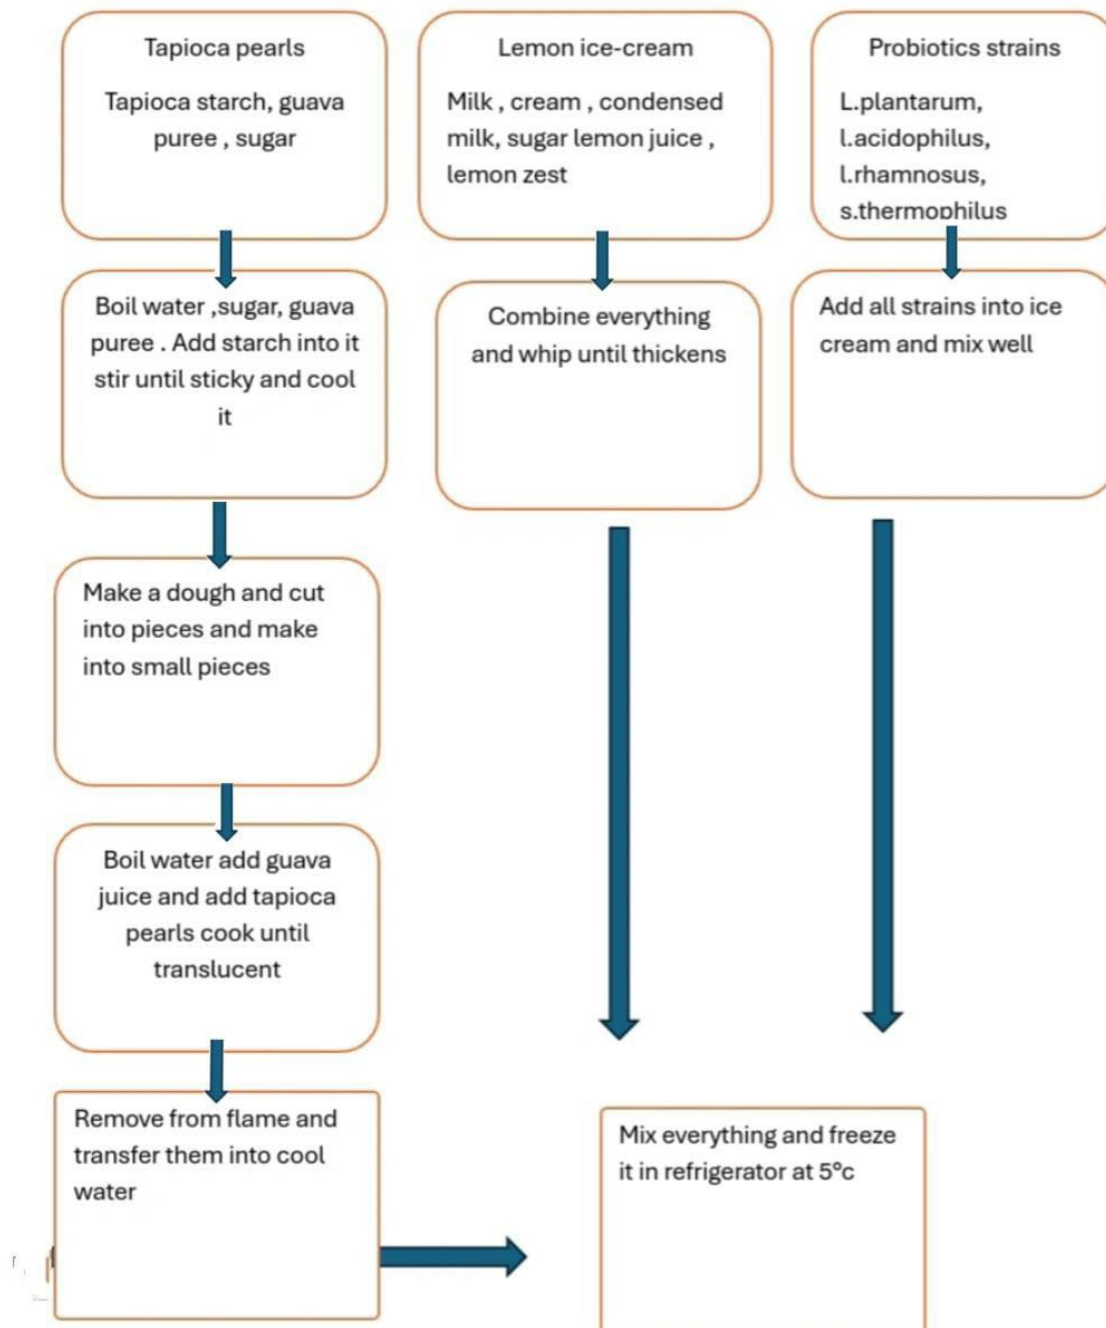 Tapioca pearls
Tapioca starch, guava
puree , sugar
Boil water ,sugar, guava
puree . Add starch into it
stir until sticky and cool
it
Make a dough and cut
into pieces and make
into small pieces
Boil water add guava
juice and add tapioca
pearls cook until
translucent
Remove from flame and
transfer them into cool
water
Lemon ice-cream
Milk , cream , condensed
milk, sugar lemon juice ,
lemon zest
Combine everything
and whip until thickens
Probiotics strains
L.plantarum,
l.acidophilus,
l.rhamnosus,
s.thermophilus
Add all strains into ice
cream and mix well
Mix everything and freeze
it in refrigerator at 5°c